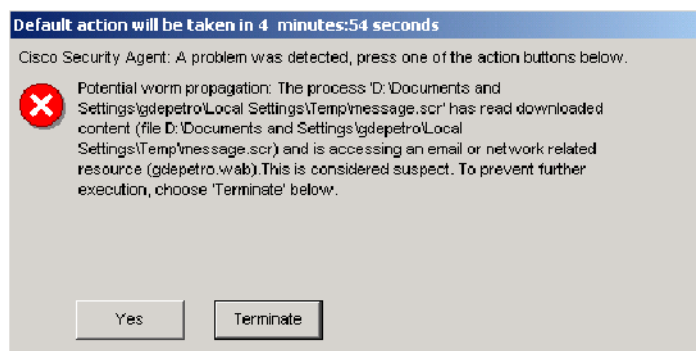 Default action will be taken in 4 minutes:54 seconds
Cisco Security Agent: A problem was detected, press one of the action buttons below.
Potential worm propagation: The process 'D:\Documents and
Settings\gdepetro\Local Settings\Temp\message.scr' has read downloaded
content (file D:\Documents and Settings\gdepetro\Local
Settings\Temp\message.scr) and is accessing an email or network related
resource (gdepetro.wab).This is considered suspect. To prevent further
execution, choose 'Terminate' below.
Yes
Terminate